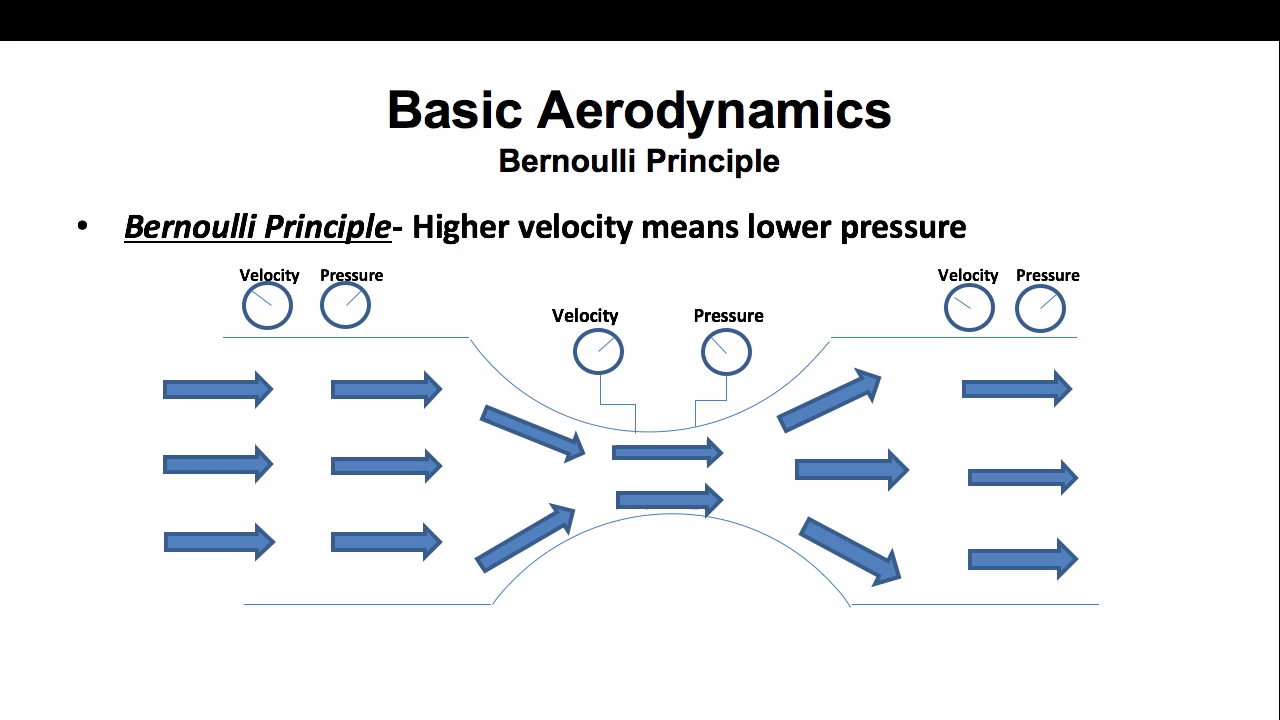 Basic Aerodynamics
Bernoulli Principle
• Bernoulli Principle- Higher velocity means lower pressure
Velocity Pressure
Velocity Pressure
Velocity Pressure